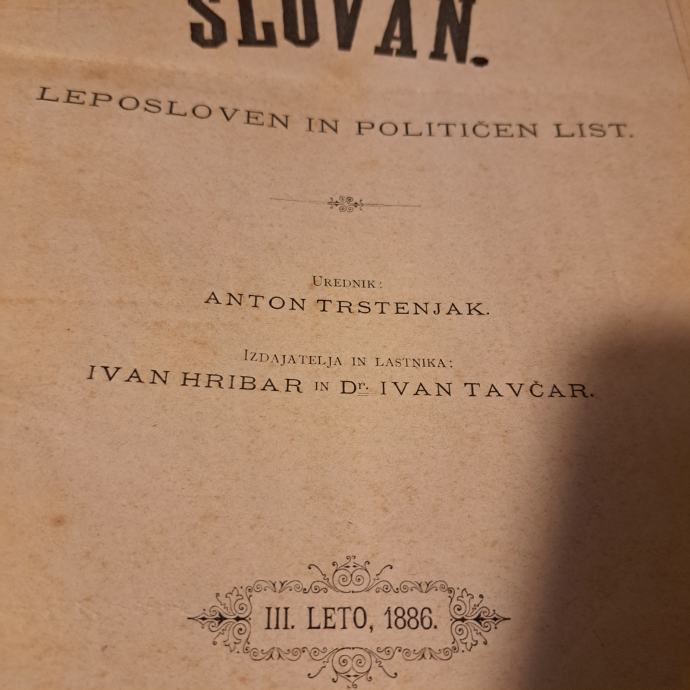 SLOVAN.
LEPOSLOVEN IN POLITIČEN LIST.
UREDNIK:
ANTON TRSTENJAK.
IZDAJATELJA IN LASTNIKA:
IVAN HRIBAR IN Dr. IVAN TAVČAR.
III. LETO, 1886.